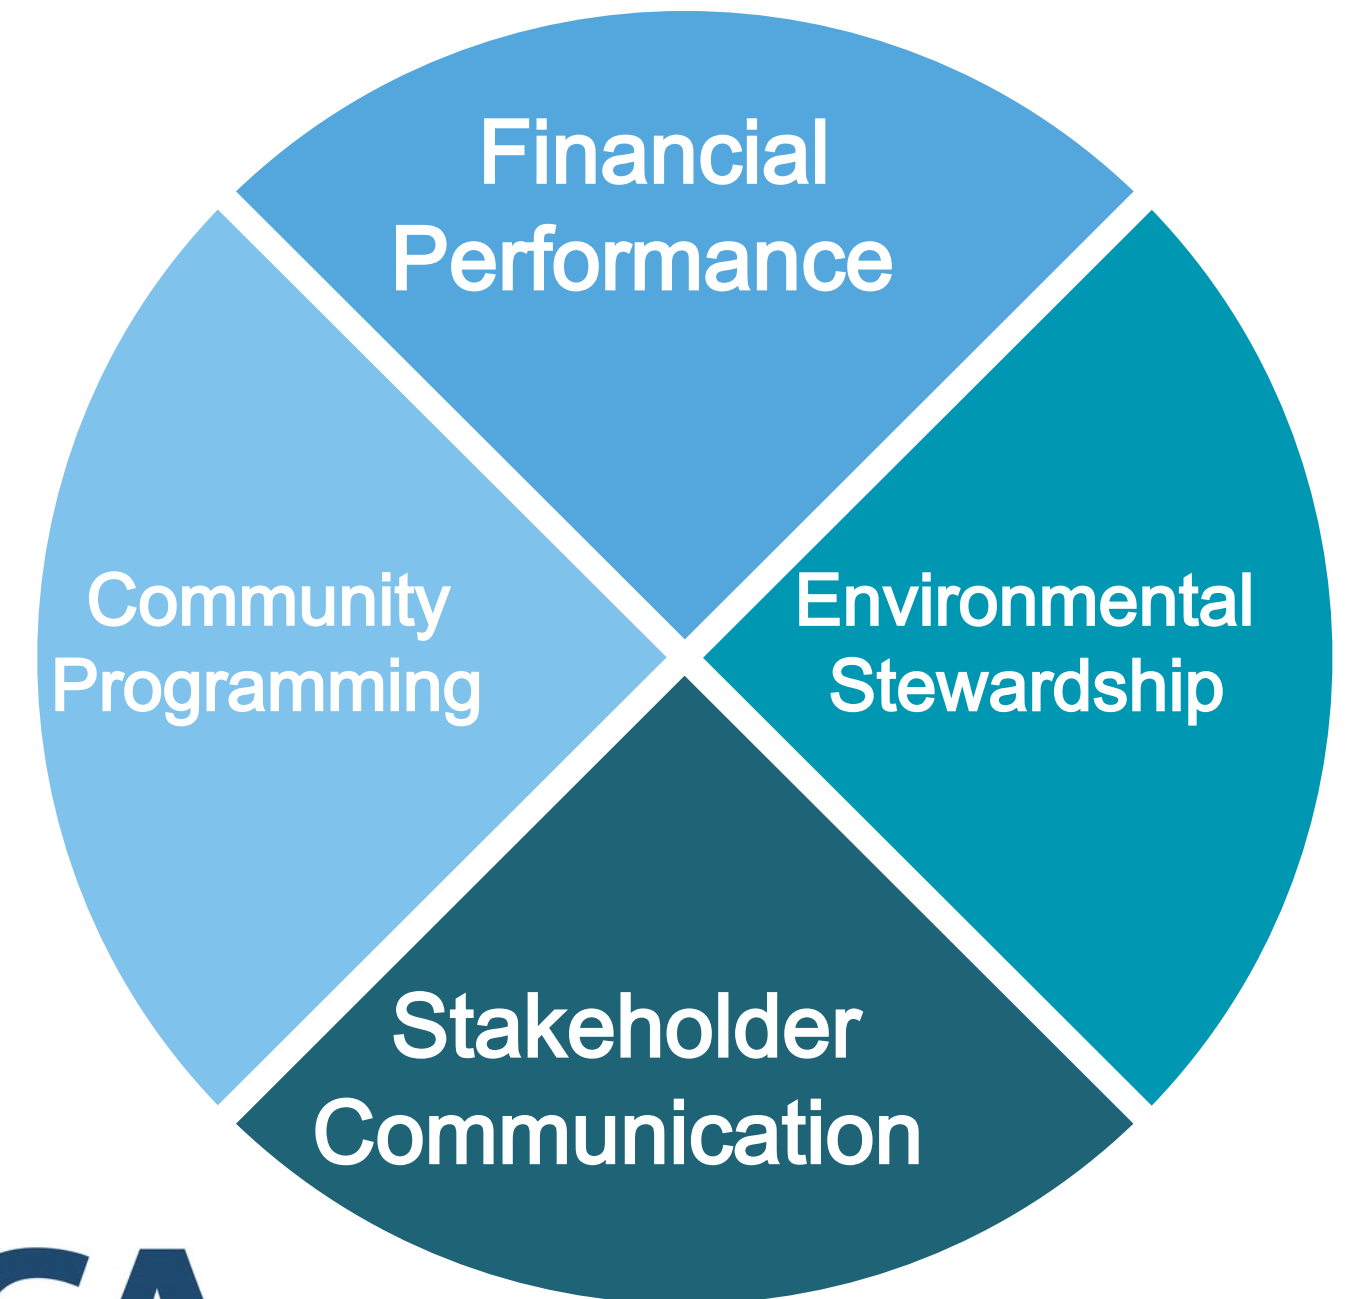 Financial
Performance
Community
Programming
Environmental
Stewardship
Stakeholder
Communication